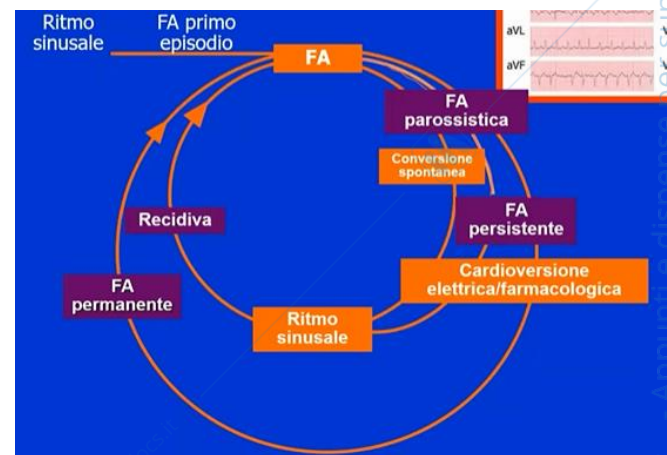 Ritmo
sinusale
FA primo
episodio
FA
aVL
aVF
FA
parossistica
Conversione
spontanea
Recidiva
FA
persistente
FA
permanente
Cardioversione
elettrica/farmacologica
Ritmo
sinusale